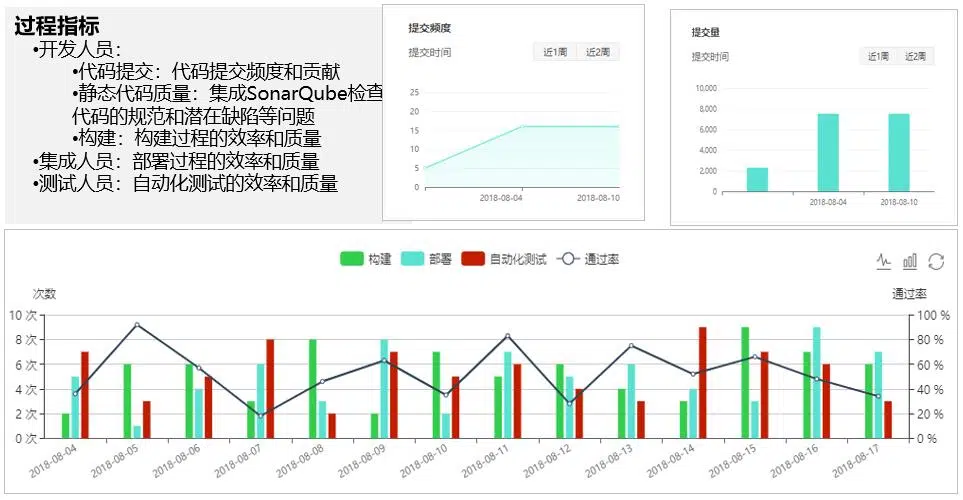 过程指标
•开发人员：
•代码提交：代码提交频度和贡献
•静态代码质量：集成SonarQube检查
代码的规范和潜在缺陷等问题
•构建：构建过程的效率和质量
•集成人员：部署过程的效率和质量
•测试人员：自动化测试的效率和质量
提交频度
提交时间
近1周 近2周
25
20
15
10
5
0
2018-08-04 2018-08-10
提交量
提交时间
近1周 近2周
10,000
8,000
6,000
4,000
2,000
0
2018-08-04 2018-08-10
构建 部署 自动化测试 通过率
次数 通过率
10 次 100 %
8 次 80 %
6 次 60 %
4 次 40 %
2 次 20 %
0 次 0 %
2018-08-04 2018-08-05 2018-08-06 2018-08-07 2018-08-08 2018-08-09 2018-08-10 2018-08-11 2018-08-12 2018-08-13 2018-08-14 2018-08-15 2018-08-16 2018-08-17